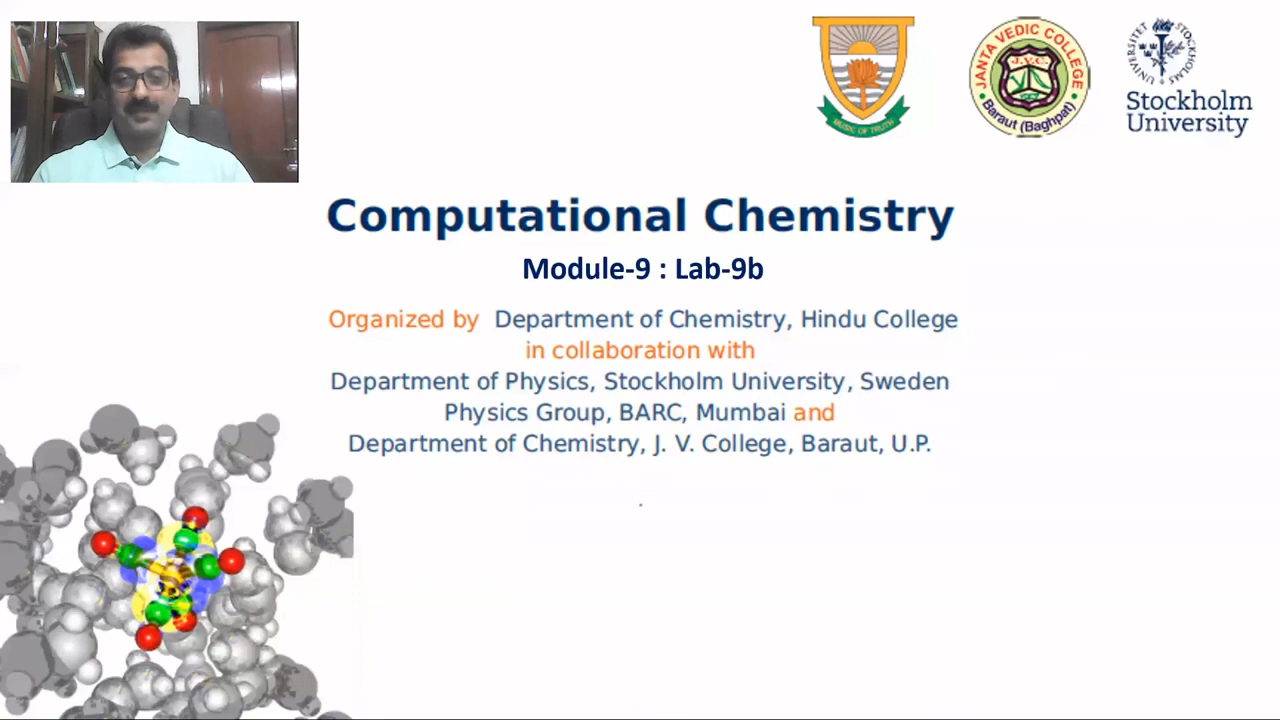 MUSIC OF TRUTH
JANTA VEDIC COLLEGE
J.V.C.
Baraut (Baghpat)
STOCKHOLMS UNIVERSITET
Stockholm
University
Computational Chemistry
Module-9 : Lab-9b
Organized by Department of Chemistry, Hindu College
in collaboration with
Department of Physics, Stockholm University, Sweden
Physics Group, BARC, Mumbai and
Department of Chemistry, J. V. College, Baraut, U.P.